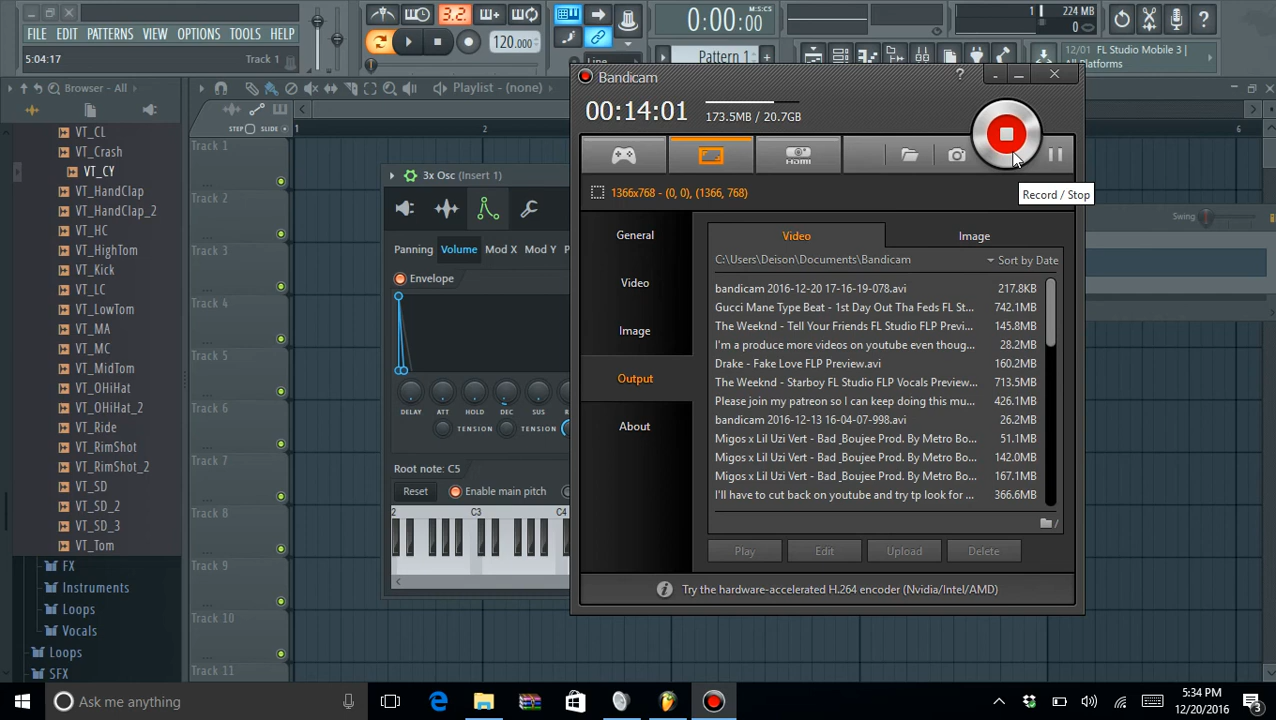 FILE EDIT PATTERNS VIEW OPTIONS TOOLS HELP
5:04:17 Track 1
3.2
120.000
0:00:00
M:S:CS
Line
Pattern 1
1 224 MB
0
12/01 FL Studio Mobile 3 |
All Platforms
Browser - All
Playlist - (none)
STEP SLIDE
1 2 6
VT_CL
VT_Crash
VT_CY
VT_HandClap
VT_HandClap_2
VT_HC
VT_HighTom
VT_Kick
VT_LC
VT_LowTom
VT_MA
VT_MC
VT_MidTom
VT_OHiHat
VT_OHiHat_2
VT_Ride
VT_RimShot
VT_RimShot_2
VT_SD
VT_SD_2
VT_SD_3
VT_Tom
FX
Instruments
Loops
Vocals
Loops
SFX
Track 1
Track 2
Track 3
Track 4
Track 5
Track 6
Track 7
Track 8
Track 9
Track 10
Track 11
3x Osc (Insert 1)
Panning Volume Mod X Mod Y P
Envelope
DELAY ATT HOLD DEC SUS R
TENSION TENSION
Root note: C5
Reset Enable main pitch
2 C3 C4
Swing
Bandicam
?
00:14:01
173.5MB / 20.7GB
HDMI
Record / Stop
1366x768 - (0, 0), (1366, 768)
General
Video
Image
Output
About
Video Image
C:\Users\Deison\Documents\Bandicam Sort by Date
bandicam 2016-12-20 17-16-19-078.avi 217.8KB
Gucci Mane Type Beat - 1st Day Out Tha Feds FL St... 742.1MB
The Weeknd - Tell Your Friends FL Studio FLP Previ... 145.8MB
I'm a produce more videos on youtube even thoug... 28.2MB
Drake - Fake Love FLP Preview.avi 160.2MB
The Weeknd - Starboy FL Studio FLP Vocals Preview... 713.5MB
Please join my patreon so I can keep doing this mu... 426.1MB
bandicam 2016-12-13 16-04-07-998.avi 26.2MB
Migos x Lil Uzi Vert - Bad_Boujee Prod. By Metro Bo... 51.1MB
Migos x Lil Uzi Vert - Bad_Boujee Prod. By Metro Bo... 142.0MB
Migos x Lil Uzi Vert - Bad_Boujee Prod. By Metro Bo... 167.1MB
I'll have to cut back on youtube and try tp look for ... 366.6MB
/
Play Edit Upload Delete
Try the hardware-accelerated H.264 encoder (Nvidia/Intel/AMD)
Ask me anything
5:34 PM
12/20/2016
3